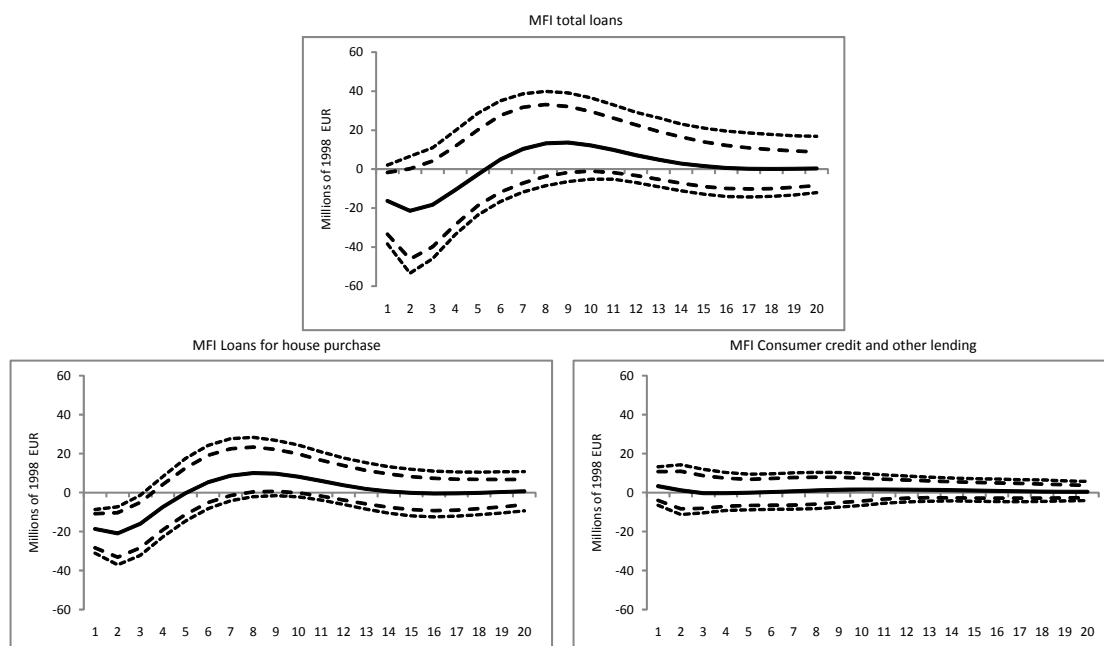 MFI total loans
Millions of 1998 EUR
60
40
20
0
-20
-40
-60
1 2 3 4 5 6 7 8 9 10 11 12 13 14 15 16 17 18 19 20
MFI Loans for house purchase
Millions of 1998 EUR
60
40
20
0
-20
-40
-60
1 2 3 4 5 6 7 8 9 10 11 12 13 14 15 16 17 18 19 20
MFI Consumer credit and other lending
Millions of 1998 EUR
60
40
20
0
-20
-40
-60
1 2 3 4 5 6 7 8 9 10 11 12 13 14 15 16 17 18 19 20